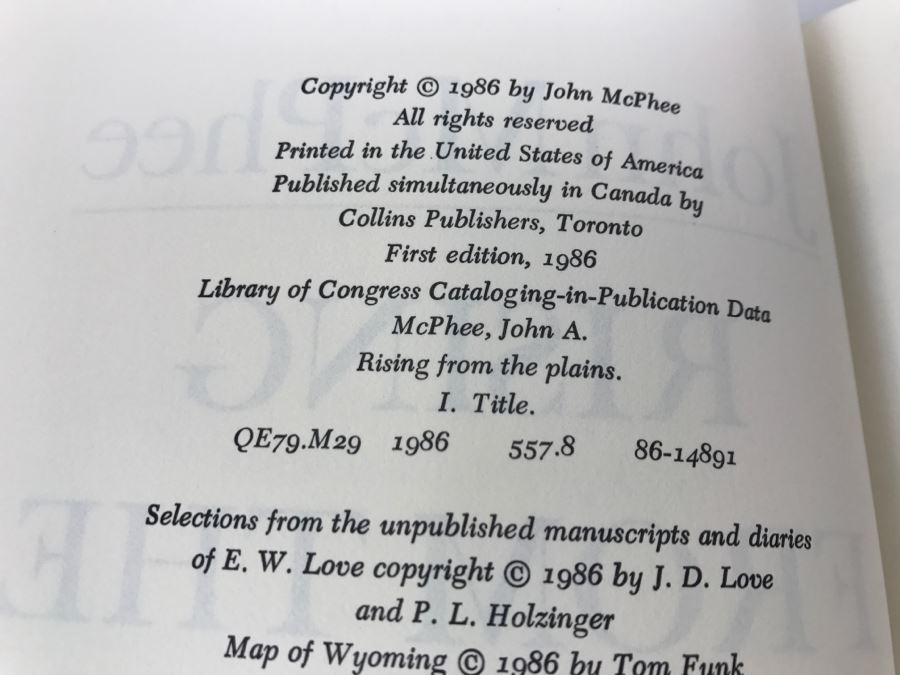 Copyright © 1986 by John McPhee
All rights reserved
Printed in the United States of America
Published simultaneously in Canada by
Collins Publishers, Toronto
First edition, 1986
Library of Congress Cataloging-in-Publication Data
McPhee, John A.
Rising from the plains.
I. Title.
QE79.M29 1986 557.8 86-14891
Selections from the unpublished manuscripts and diaries
of E. W. Love copyright © 1986 by J. D. Love
and P. L. Holzinger
Map of Wyoming © 1986 by Tom Funk